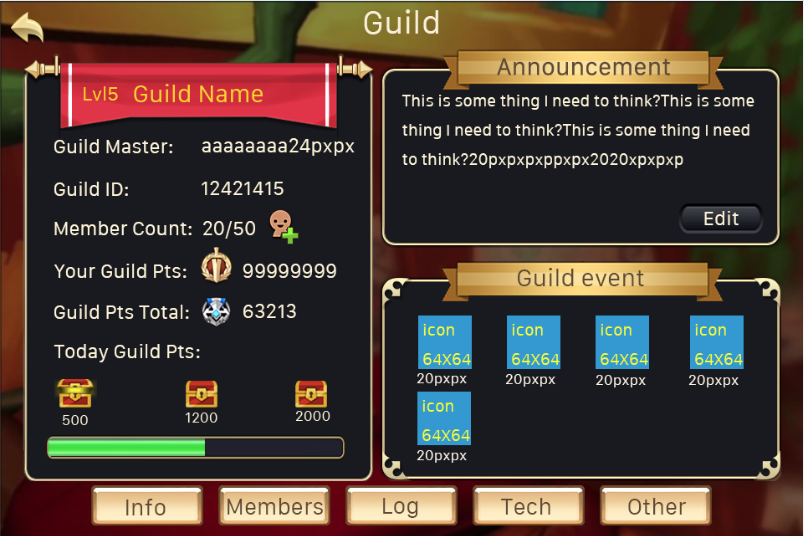 Guild
Lvl5 Guild Name
Guild Master: aaaaaaaa24pxpx
Guild ID: 12421415
Member Count: 20/50
Your Guild Pts: 99999999
Guild Pts Total: 63213
Today Guild Pts:
500 1200 2000
Announcement
This is some thing I need to think?This is some
thing I need to think?This is some thing I need
to think?20pxpxpxppxpx2020xpxpxp
Edit
Guild event
icon icon icon icon
64X64 64X64 64X64 64X64
20pxpx 20pxpx 20pxpx 20pxpx
icon
64X64
20pxpx
Info Members Log Tech Other